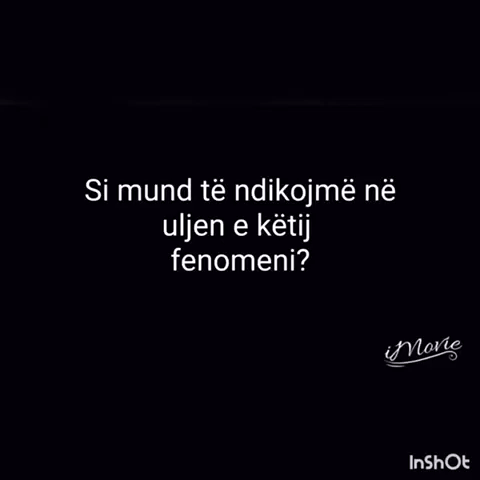 Si mund të ndikojmë në
uljen e këtij
fenomeni?
iMovie
InShOt